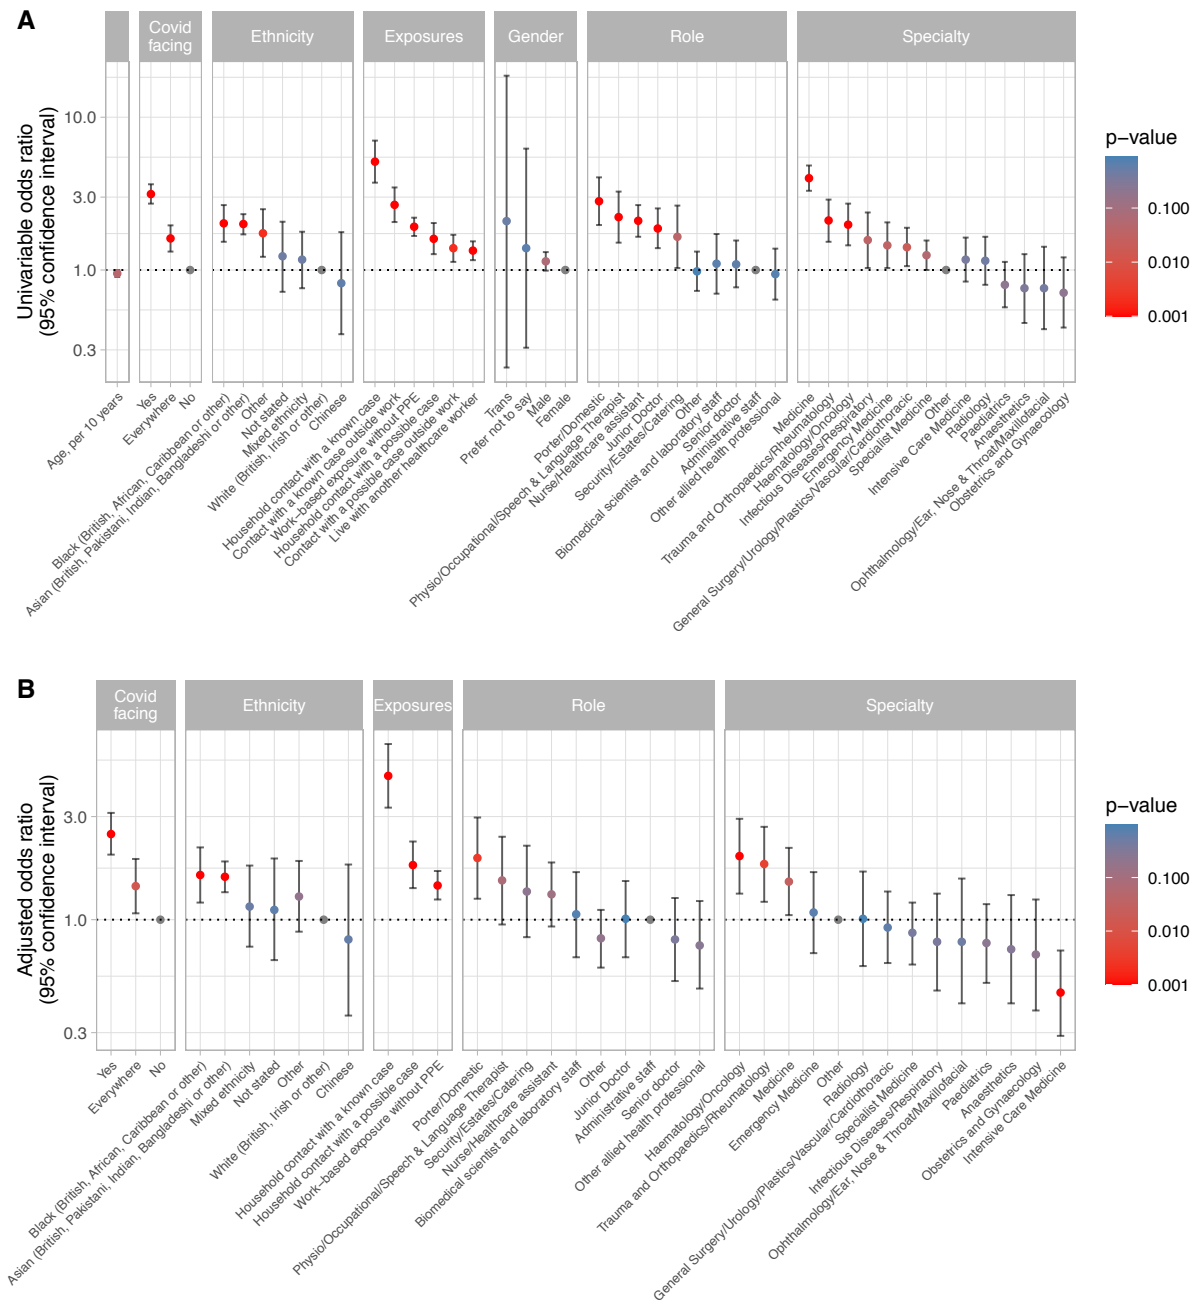 A
Covid
facing
Ethnicity
Exposures
Gender
Role
Specialty
Univariable odds ratio
(95% confidence interval)
10.0
3.0
1.0
0.3
Age, per 10 years
Yes
Everywhere
No
Black (British, African, Caribbean or other)
Asian (British, Pakistani, Indian, Bangladeshi or other)
Other
Not stated
Mixed ethnicity
White (British, Irish or other)
Chinese
Household contact with a known case
Contact with a known case outside work
Work−based exposure without PPE
Household contact with a possible case
Contact with a possible case outside work
Live with another healthcare worker
Trans
Prefer not to say
Male
Female
Porter/Domestic
Physio/Occupational/Speech & Language Therapist
Nurse/Healthcare assistant
Junior Doctor
Security/Estates/Catering
Other
Biomedical scientist and laboratory staff
Senior doctor
Administrative staff
Other allied health professional
Medicine
Trauma and Orthopaedics/Rheumatology
Haematology/Oncology
Infectious Diseases/Respiratory
Emergency Medicine
General Surgery/Urology/Plastics/Vascular/Cardiothoracic
Specialist Medicine
Other
Intensive Care Medicine
Radiology
Paediatrics
Anaesthetics
Ophthalmology/Ear, Nose & Throat/Maxillofacial
Obstetrics and Gynaecology
p−value
0.100
0.010
0.001
B
Covid
facing
Ethnicity
Exposures
Role
Specialty
Adjusted odds ratio
(95% confidence interval)
3.0
1.0
0.3
Yes
Everywhere
No
Black (British, African, Caribbean or other)
Asian (British, Pakistani, Indian, Bangladeshi or other)
Mixed ethnicity
Not stated
Other
White (British, Irish or other)
Chinese
Household contact with a known case
Household contact with a possible case
Work−based exposure without PPE
Porter/Domestic
Physio/Occupational/Speech & Language Therapist
Security/Estates/Catering
Nurse/Healthcare assistant
Biomedical scientist and laboratory staff
Other
Junior Doctor
Administrative staff
Senior doctor
Other allied health professional
Haematology/Oncology
Trauma and Orthopaedics/Rheumatology
Medicine
Emergency Medicine
Other
Radiology
General Surgery/Urology/Plastics/Vascular/Cardiothoracic
Specialist Medicine
Infectious Diseases/Respiratory
Ophthalmology/Ear, Nose & Throat/Maxillofacial
Paediatrics
Anaesthetics
Obstetrics and Gynaecology
Intensive Care Medicine
p−value
0.100
0.010
0.001